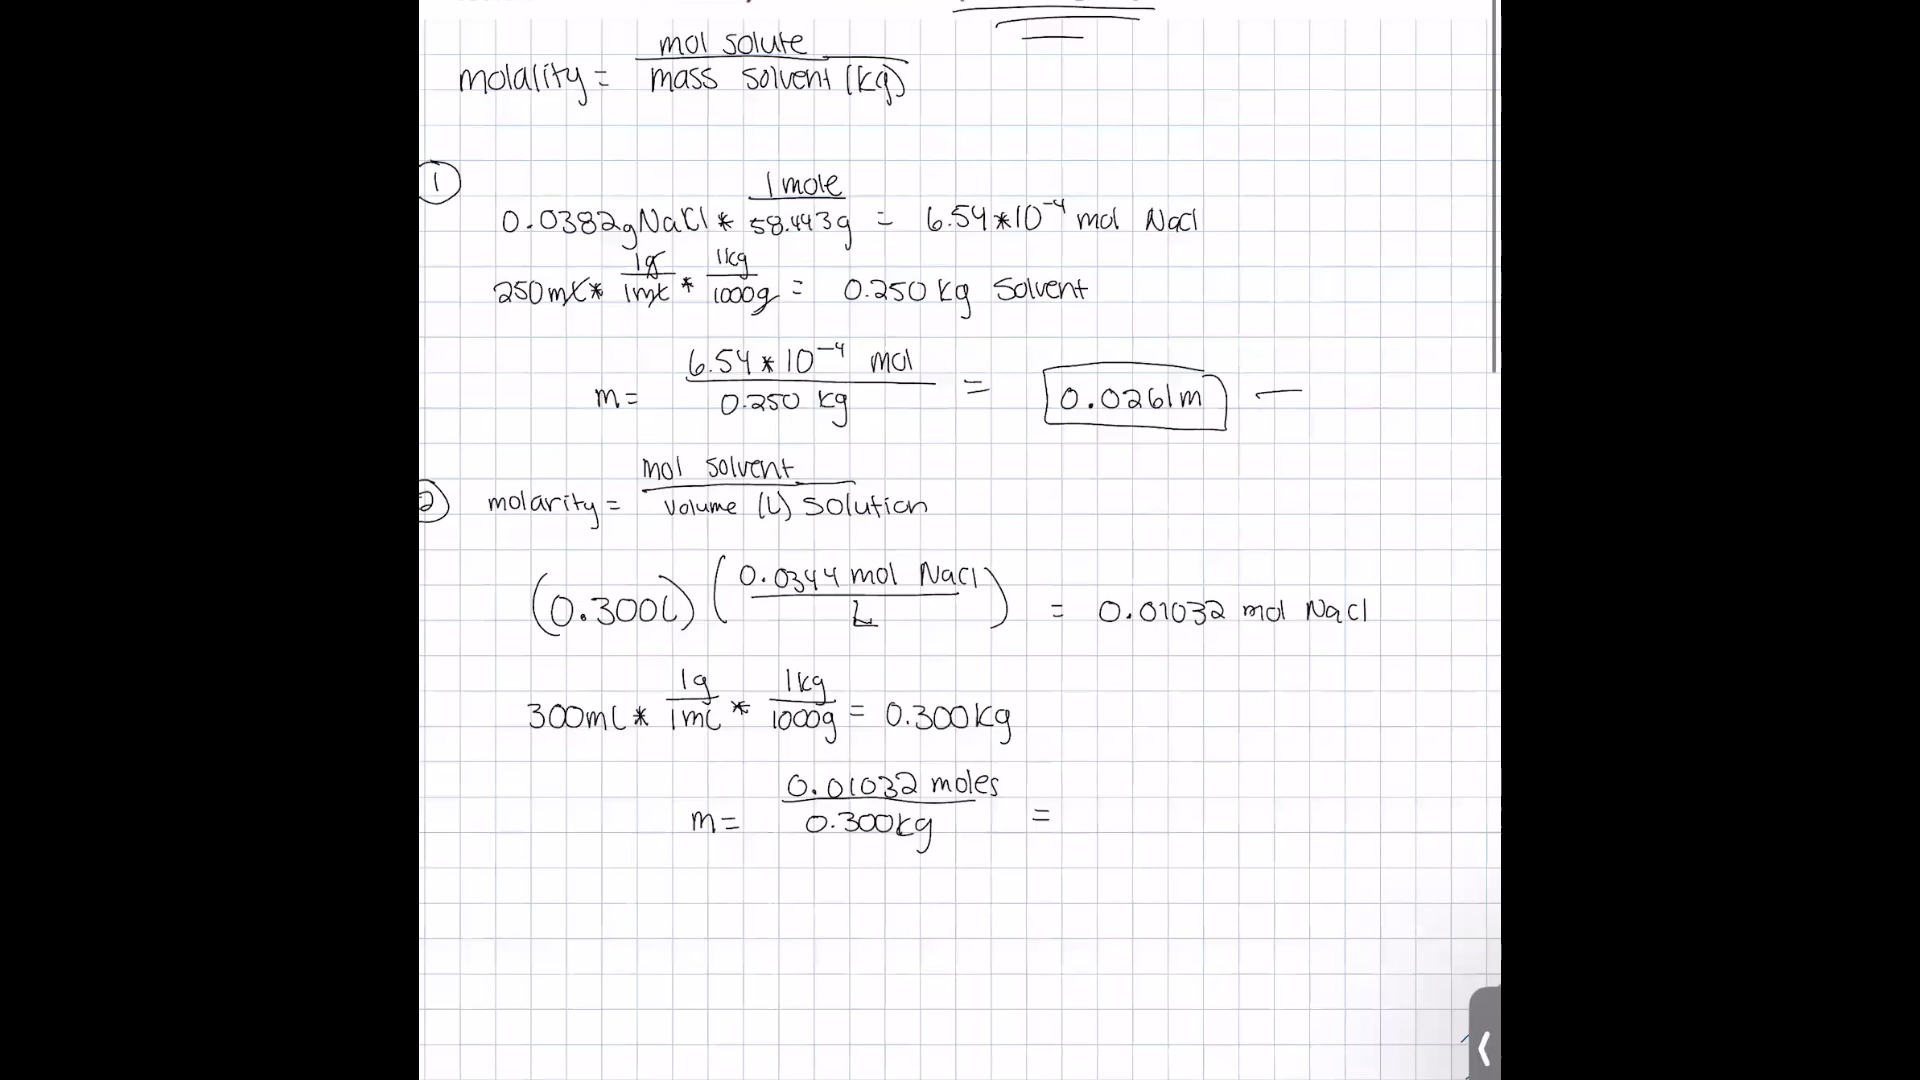 molality = mol solute / mass solvent (kg)
①
0.0382g NaCl * 1 mole / 58.443g = 6.54*10⁻⁴ mol NaCl
250mL * 1g / 1mL * 1kg / 1000g = 0.250 kg Solvent
m = 6.54*10⁻⁴ mol / 0.250 kg = 0.0261m —
② molarity = mol solvent / volume (L) solution
(0.300L) (0.0344 mol NaCl / L) = 0.01032 mol NaCl
300mL * 1g / 1mL * 1kg / 1000g = 0.300kg
m = 0.01032 moles / 0.300kg =